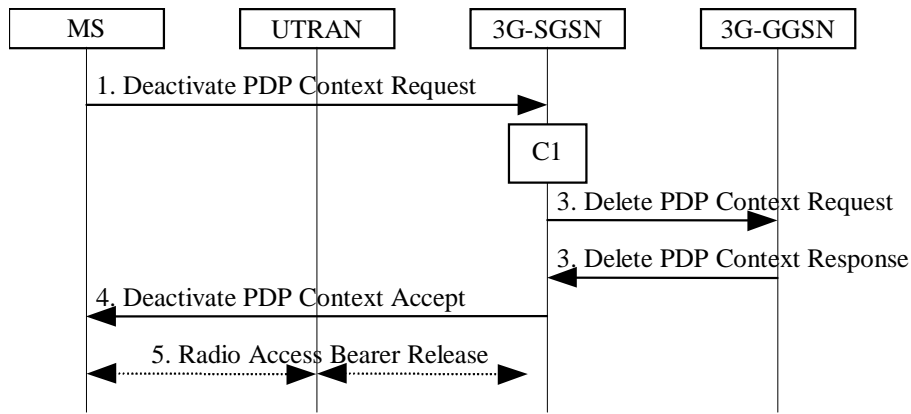 MS
UTRAN
3G-SGSN
3G-GGSN
1. Deactivate PDP Context Request
C1
3. Delete PDP Context Request
3. Delete PDP Context Response
4. Deactivate PDP Context Accept
5. Radio Access Bearer Release